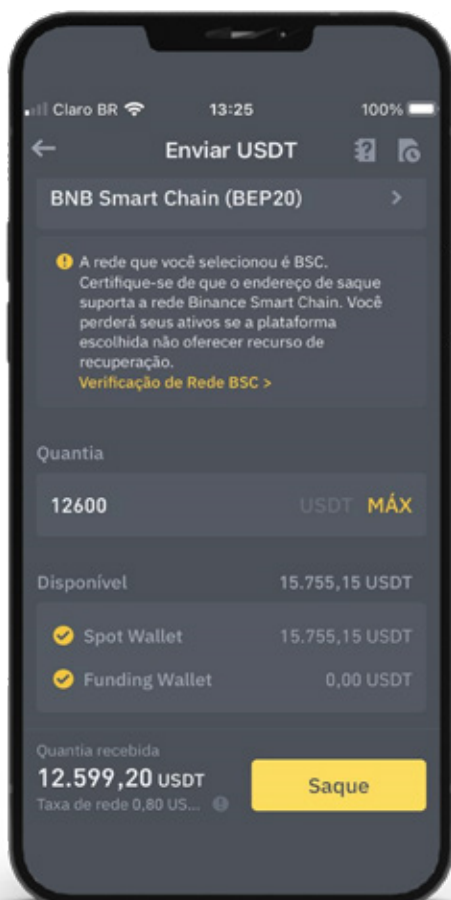 Claro BR 13:25 100%
Enviar USDT
BNB Smart Chain (BEP20) >
A rede que você selecionou é BSC.
Certifique-se de que o endereço de saque
suporta a rede Binance Smart Chain. Você
perderá seus ativos se a plataforma
escolhida não oferecer recurso de
recuperação.
Verificação de Rede BSC >
Quantia
12600 USDT MÁX
Disponível 15.755,15 USDT
Spot Wallet 15.755,15 USDT
Funding Wallet 0,00 USDT
Quantia recebida
12.599,20 USDT
Saque
Taxa de rede 0,80 US...